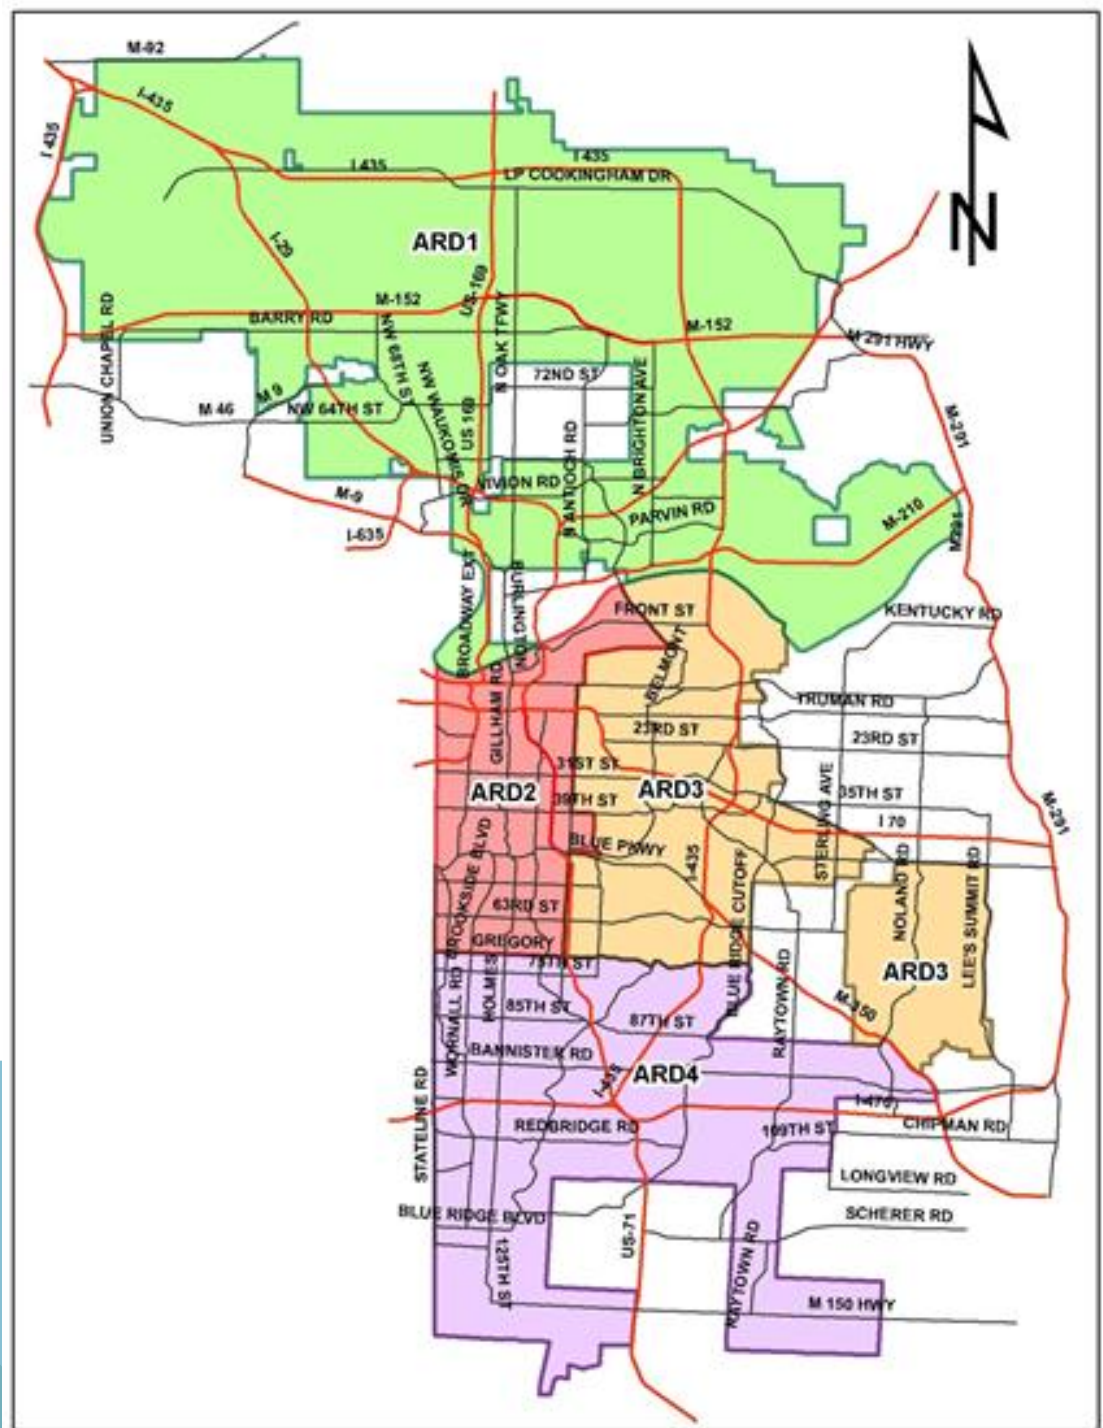 M-92
I-435
I 435
I 435
I 435
LP COOKINGHAM DR
N
ARD1
I-29
US-169
M-152
BARRY RD
UNION CHAPEL RD
N OAK TFWY
M-152
M-291 HWY
NW 64TH ST
NW WAUKOMIS DR
72ND ST
M 9
M 46
NW 68TH ST
US 169
N ANTIOCH RD
N BRIGHTON AVE
M-291
VIVION RD
M-9
PARVIN RD
M-210
I-635
M291
BROADWAY EXT
BURLINGTON
FRONT ST
KENTUCKY RD
BELMONT
GILLHAM RD
TRUMAN RD
23RD ST
23RD ST
31ST ST
ARD2
39TH ST
ARD3
35TH ST
STERLING AVE
M-291
I 70
BLUE PKWY
I-435
BROOKSIDE BLVD
BLUE RIDGE CUTOFF
NOLAND RD
LEE'S SUMMIT RD
63RD ST
GREGORY
75TH ST
ARD3
WORNALL RD
HOLMES
RAYTOWN RD
85TH ST
87TH ST
M-350
BANNISTER RD
ARD4
I-435
STATELINE RD
I-470
REDBRIDGE RD
109TH ST
CHIPMAN RD
LONGVIEW RD
BLUE RIDGE BLVD
SCHERER RD
US-71
125TH ST
RAYTOWN RD
M 150 HWY